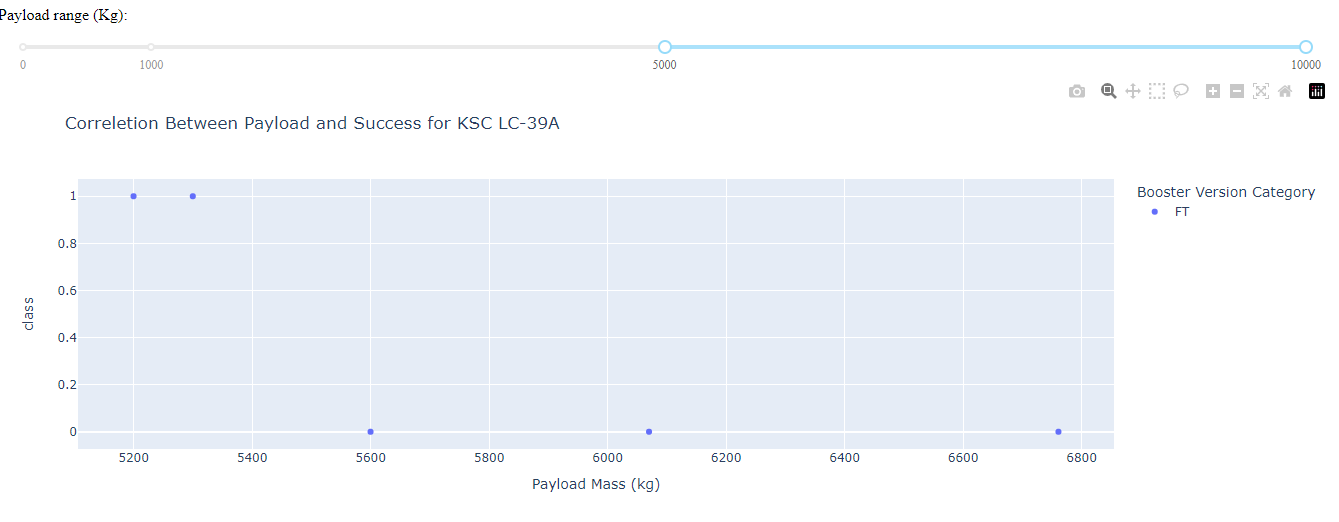 Payload range (Kg):
0 1000 5000 10000
Correletion Between Payload and Success for KSC LC-39A
Booster Version Category
FT
class
1
0.8
0.6
0.4
0.2
0
5200 5400 5600 5800 6000 6200 6400 6600 6800
Payload Mass (kg)